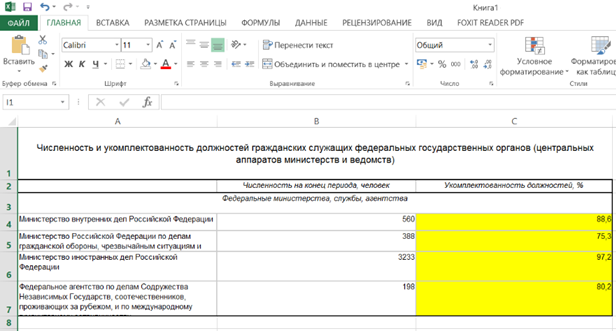 Книга1
ФАЙЛ ГЛАВНАЯ ВСТАВКА РАЗМЕТКА СТРАНИЦЫ ФОРМУЛЫ ДАННЫЕ РЕЦЕНЗИРОВАНИЕ ВИД FOXIT READER PDF
Calibri 11 А А Перенести текст Общий
Вставить Ж К Ч А Объединить и поместить в центре % 000 Условное форматирование Форматиров как таблиц
Буфер обмена Шрифт Выравнивание Число Стили
I1 fx
A B C
1 Численность и укомплектованность должностей гражданских служащих федеральных государственных органов (центральных
аппаратов министерств и ведомств)
2 Численность на конец периода, человек Укомплектованность должностей, %
3 Федеральные министерства, службы, агентства
4 Министерство внутренних дел Российской Федерации 560 88,6
5 Министерство Российской Федерации по делам 388 75,3
гражданской обороны, чрезвычайным ситуациям и
6 Министерство иностранных дел Российской 3233 97,2
Федерации
7 Федеральное агентство по делам Содружества 198 80,2
Независимых Государств, соотечественников,
проживающих за рубежом, и по международному
8